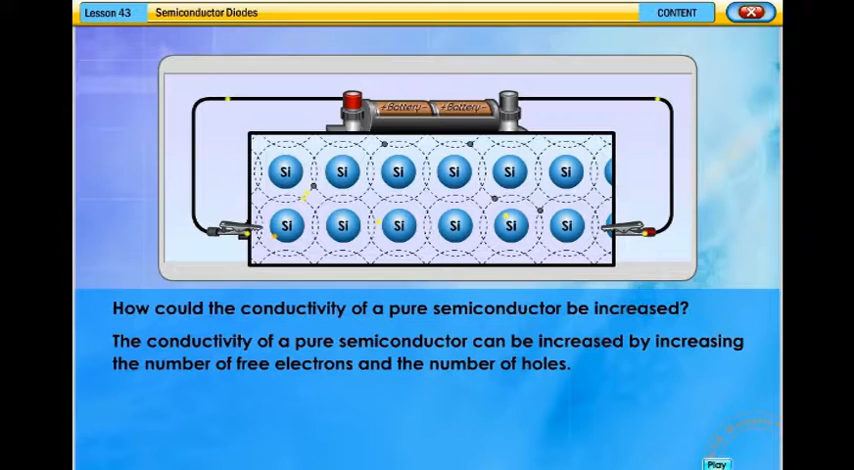 Lesson 43
Semiconductor Diodes
CONTENT
+Battery- +Battery-
Si Si Si Si Si Si
Si Si Si Si Si Si
How could the conductivity of a pure semiconductor be increased?
The conductivity of a pure semiconductor can be increased by increasing
the number of free electrons and the number of holes.
Play